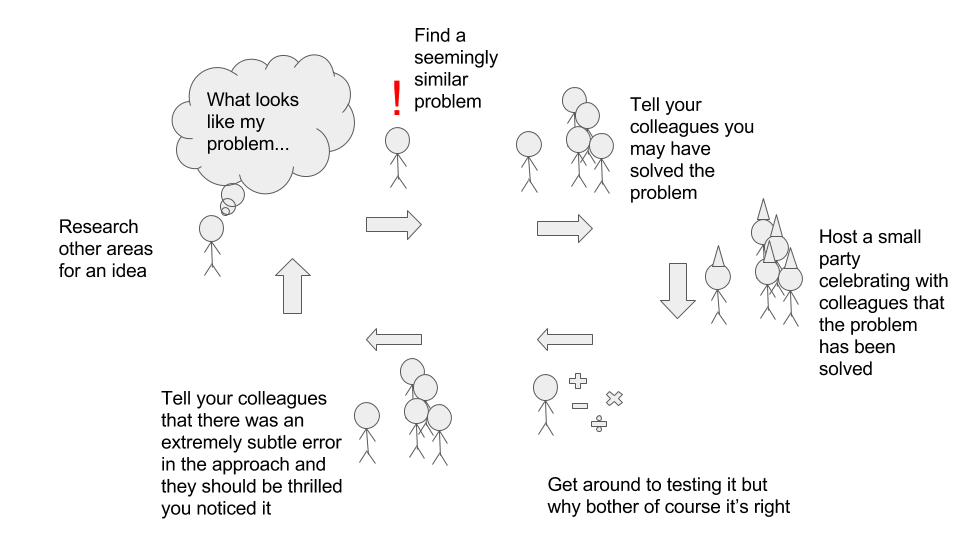 What looks
like my
problem...
Find a
seemingly
similar
problem
!
Tell your
colleagues you
may have
solved the
problem
Host a small
party
celebrating with
colleagues that
the problem
has been
solved
Get around to testing it but
why bother of course it's right
Tell your colleagues
that there was an
extremely subtle error
in the approach and
they should be thrilled
you noticed it
Research
other areas
for an idea